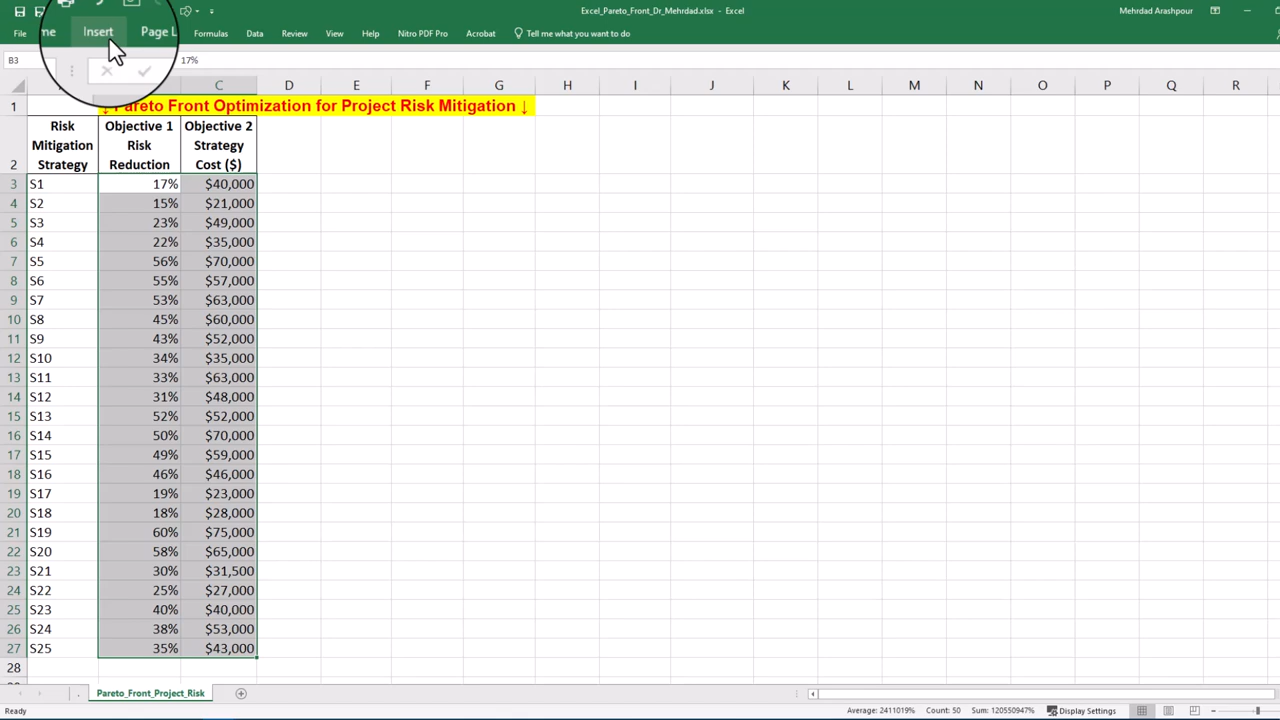 Excel_Pareto_Front_Dr_Mehrdad.xlsx - Excel
Mehrdad Arashpour
File me Insert Page L Formulas Data Review View Help Nitro PDF Pro Acrobat Tell me what you want to do
B3 17%
C D E F G H I J K L M N O P Q R
1 ↓ Pareto Front Optimization for Project Risk Mitigation ↓
2 Risk Mitigation Strategy Objective 1 Risk Reduction Objective 2 Strategy Cost ($)
3 S1 17% $40,000
4 S2 15% $21,000
5 S3 23% $49,000
6 S4 22% $35,000
7 S5 56% $70,000
8 S6 55% $57,000
9 S7 53% $63,000
10 S8 45% $60,000
11 S9 43% $52,000
12 S10 34% $35,000
13 S11 33% $63,000
14 S12 31% $48,000
15 S13 52% $52,000
16 S14 50% $70,000
17 S15 49% $59,000
18 S16 46% $46,000
19 S17 19% $23,000
20 S18 18% $28,000
21 S19 60% $75,000
22 S20 58% $65,000
23 S21 30% $31,500
24 S22 25% $27,000
25 S23 40% $40,000
26 S24 38% $53,000
27 S25 35% $43,000
28
Pareto_Front_Project_Risk
Ready Average: 2411019% Count: 50 Sum: 120550947% Display Settings